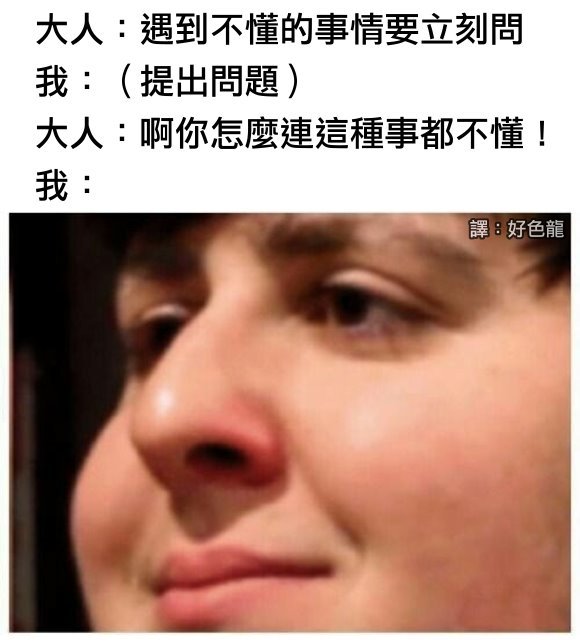 大人：遇到不懂的事情要立刻問
我：（提出問題）
大人：啊你怎麼連這種事都不懂！
我：
譯：好色龍